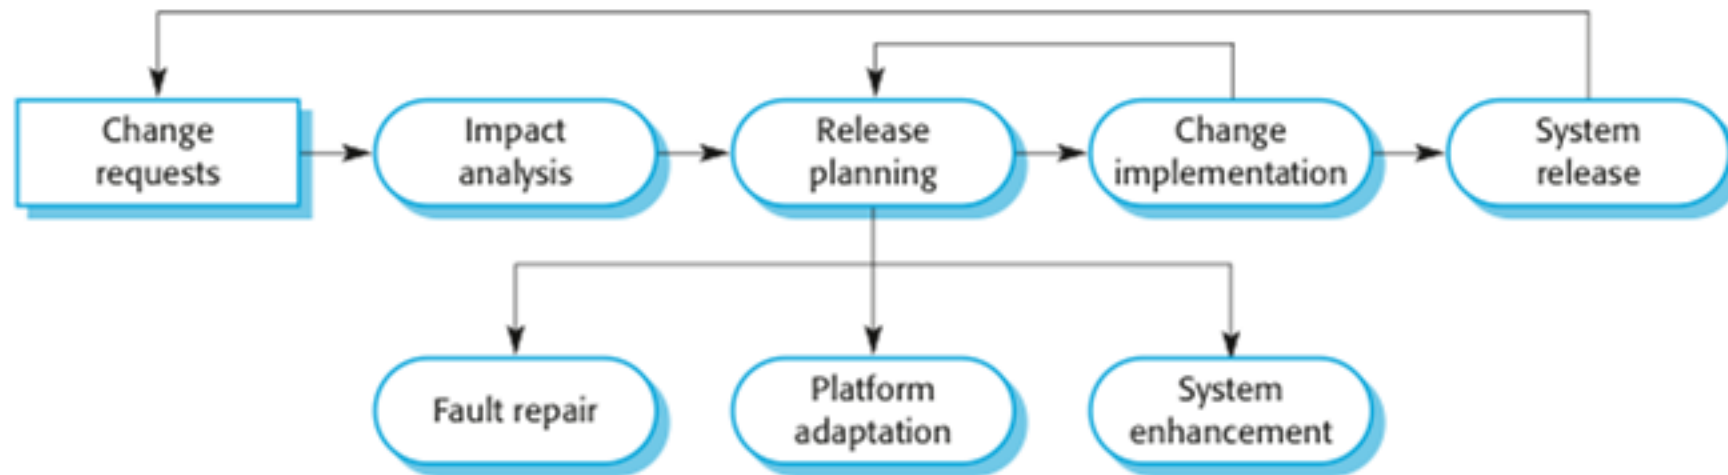 Change
requests
Impact
analysis
Release
planning
Change
implementation
System
release
Fault repair
Platform
adaptation
System
enhancement